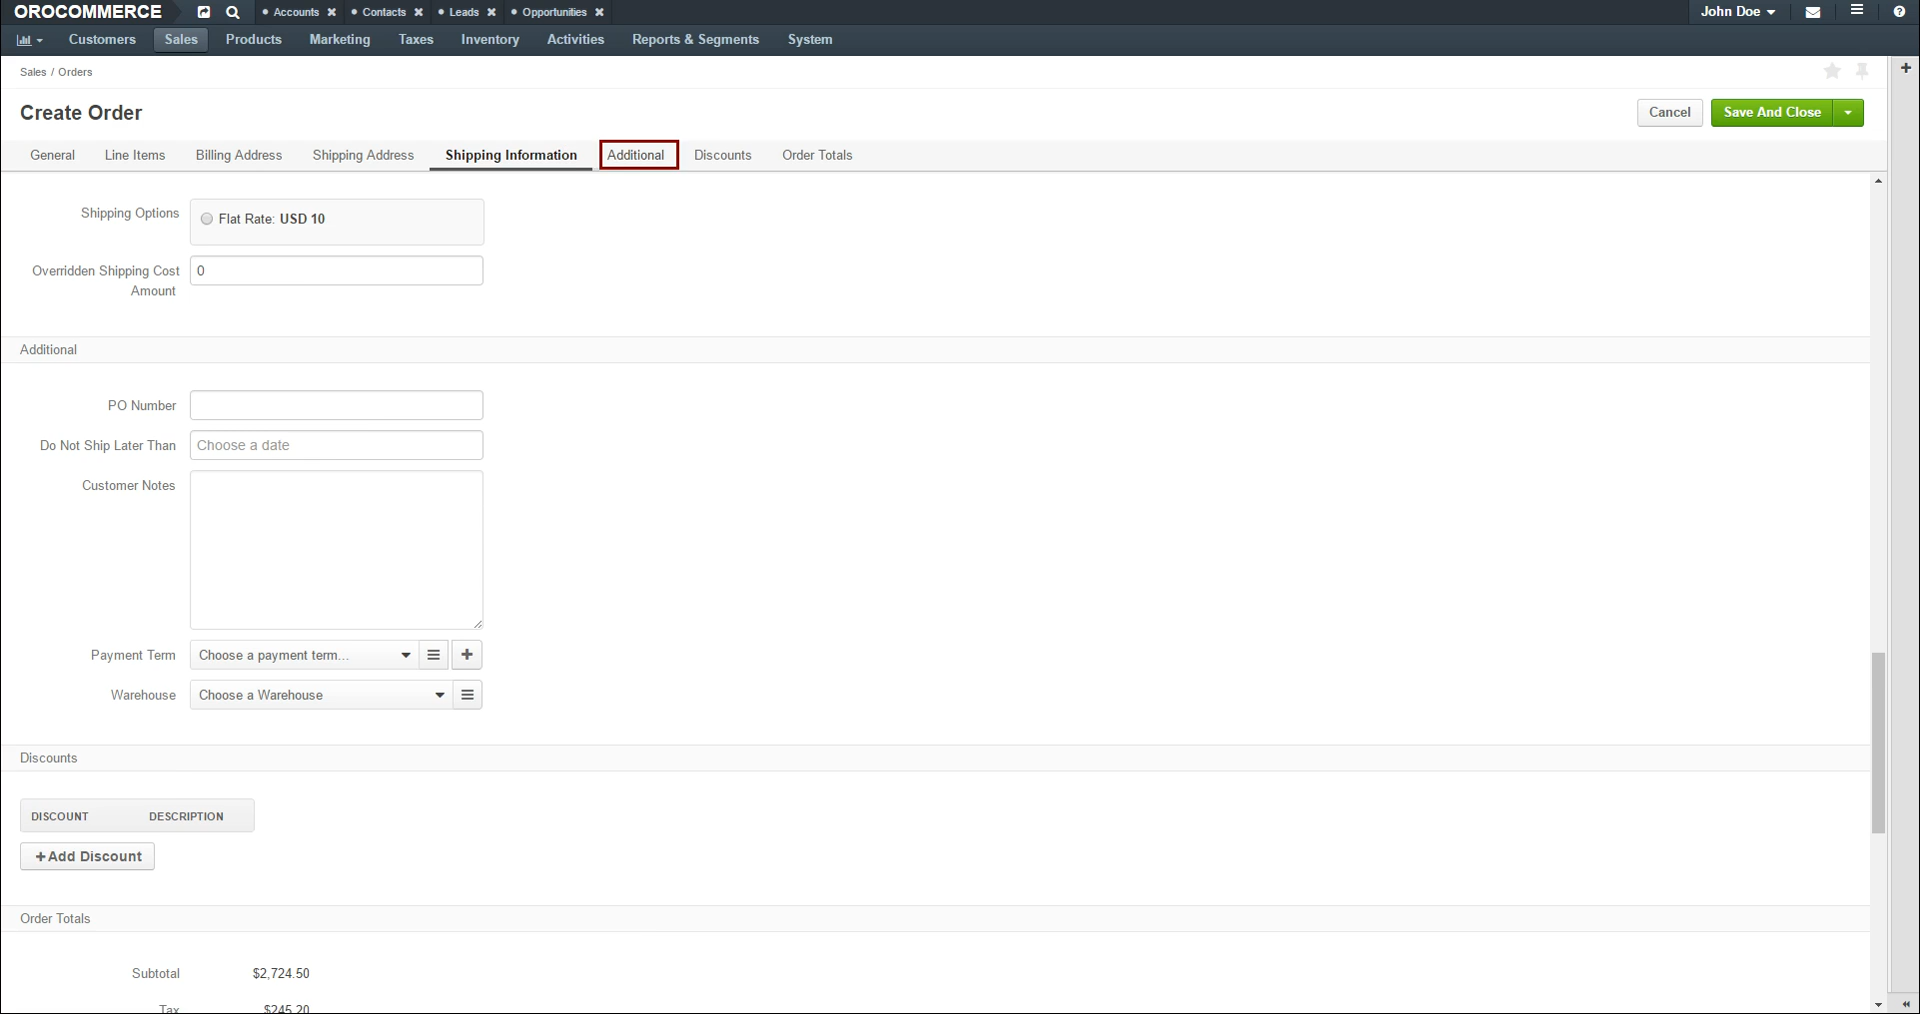 OROCOMMERCE
Accounts
Contacts
Leads
Opportunities
John Doe
Customers
Sales
Products
Marketing
Taxes
Inventory
Activities
Reports & Segments
System
Sales / Orders
Create Order
Cancel
Save And Close
General
Line Items
Billing Address
Shipping Address
Shipping Information
Additional
Discounts
Order Totals
Shipping Options
Flat Rate: USD 10
Overridden Shipping Cost
Amount
0
Additional
PO Number
Do Not Ship Later Than
Choose a date
Customer Notes
Payment Term
Choose a payment term...
Warehouse
Choose a Warehouse
Discounts
DISCOUNT
DESCRIPTION
+Add Discount
Order Totals
Subtotal
$2,724.50
Tax
$245.20